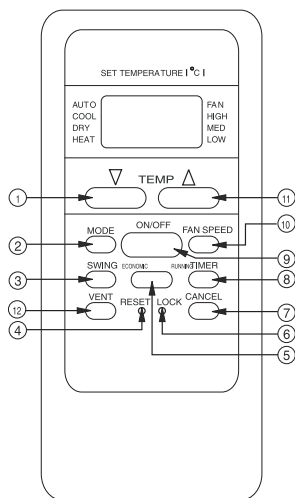 SET TEMPERATURE I°C I
AUTO FAN
COOL HIGH
DRY MED
HEAT LOW
▽ TEMP △
1 11
ON/OFF
MODE FAN SPEED
10
2 9
SWING ECONOMIC RUNNING TIMER
3 8
VENT RESET LOCK CANCEL
12 7
4 6
5